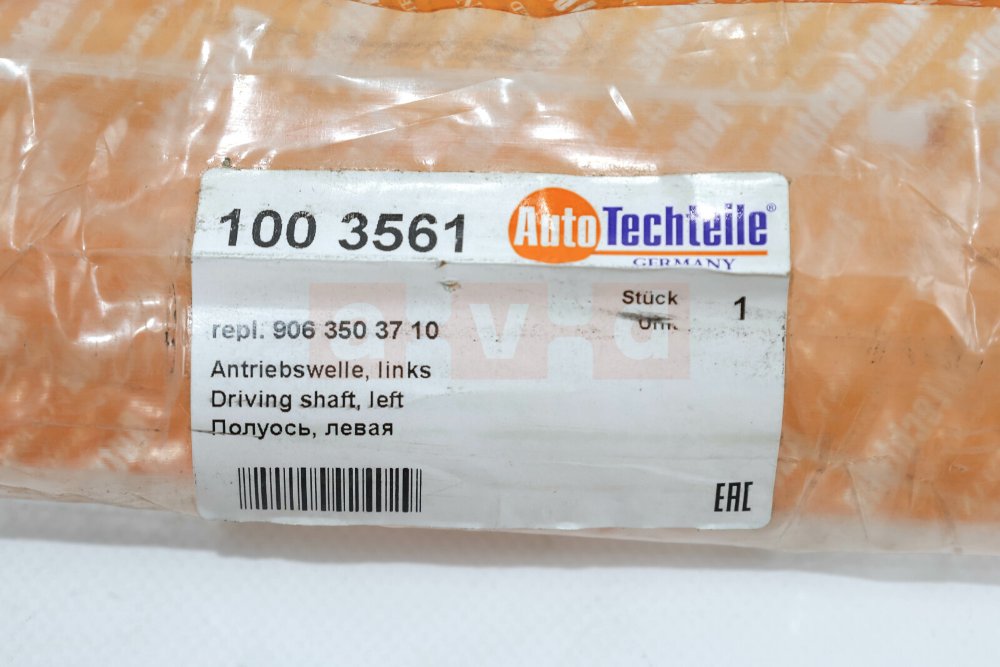 100 3561
AutoTechteile®
GERMANY
Stück 1
repl. 906 350 37 10
avd
Antriebswelle, links
Driving shaft, left
Полуось, левая
EAC